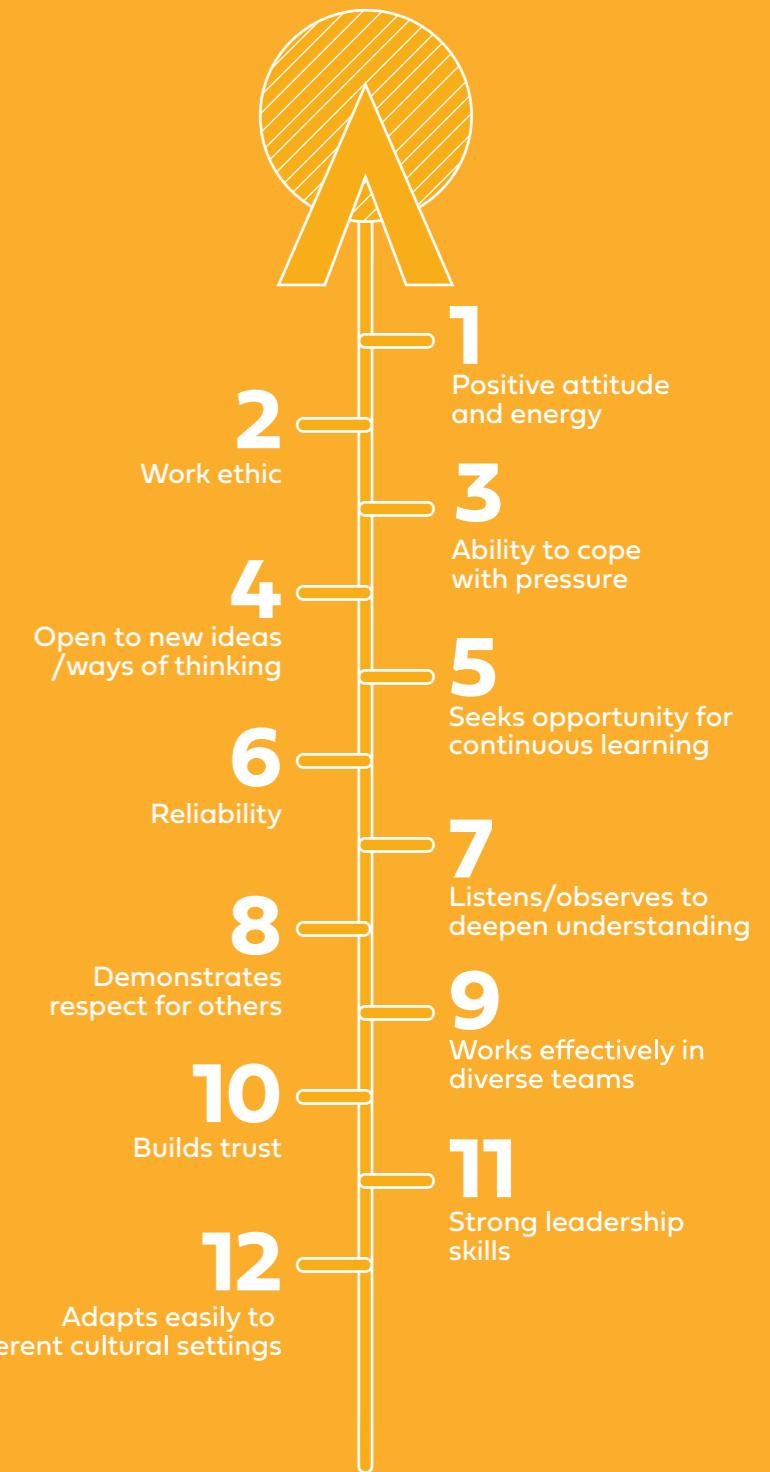 1
Positive attitude
and energy
2
Work ethic
3
Ability to cope
with pressure
4
Open to new ideas
/ways of thinking
5
Seeks opportunity for
continuous learning
6
Reliability
7
Listens/observes to
deepen understanding
8
Demonstrates
respect for others
9
Works effectively in
diverse teams
10
Builds trust
11
Strong leadership
skills
12
Adapts easily to
erent cultural settings